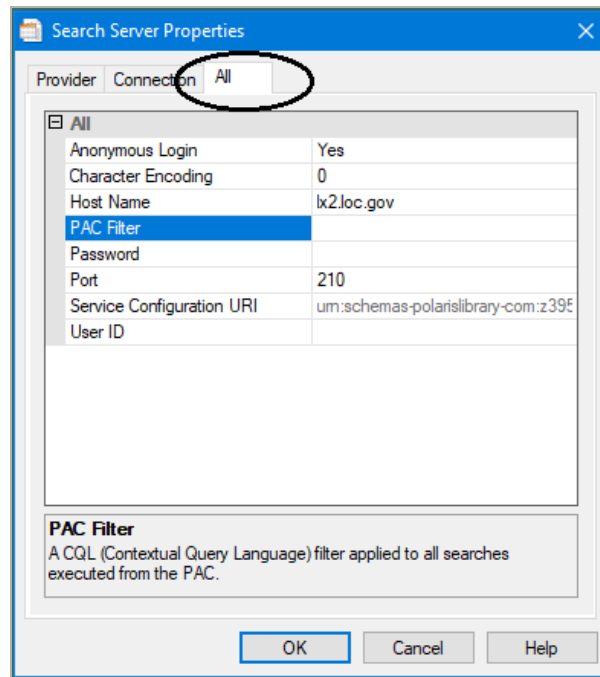 Search Server Properties
Provider Connection All
All
Anonymous Login Yes
Character Encoding 0
Host Name lx2.loc.gov
PAC Filter
Password
Port 210
Service Configuration URI urn:schemas-polarislibrary-com:z395
User ID
PAC Filter
A CQL (Contextual Query Language) filter applied to all searches
executed from the PAC.
OK Cancel Help